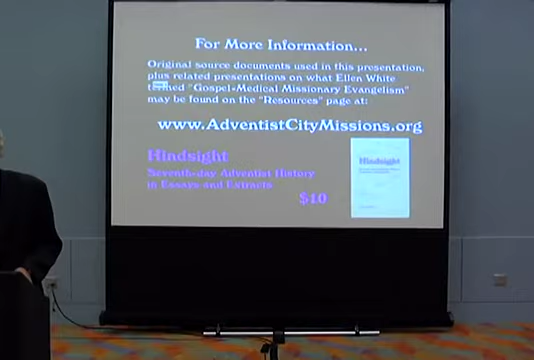 For More Information...
Original source documents used in this presentation,
plus related presentations on what Ellen White
termed "Gospel-Medical Missionary Evangelism"
may be found on the "Resources" page at:
www.AdventistCityMissions.org
Hindsight
Seventh-day Adventist History
in Essays and Extracts
$10
Hindsight